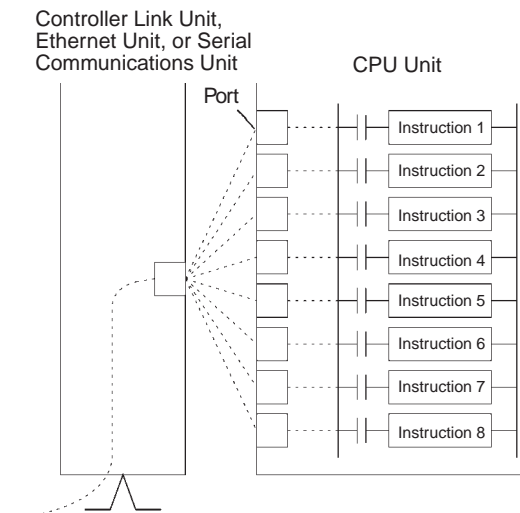 Controller Link Unit,
Ethernet Unit, or Serial
Communications Unit
CPU Unit
Port
Instruction 1
Instruction 2
Instruction 3
Instruction 4
Instruction 5
Instruction 6
Instruction 7
Instruction 8